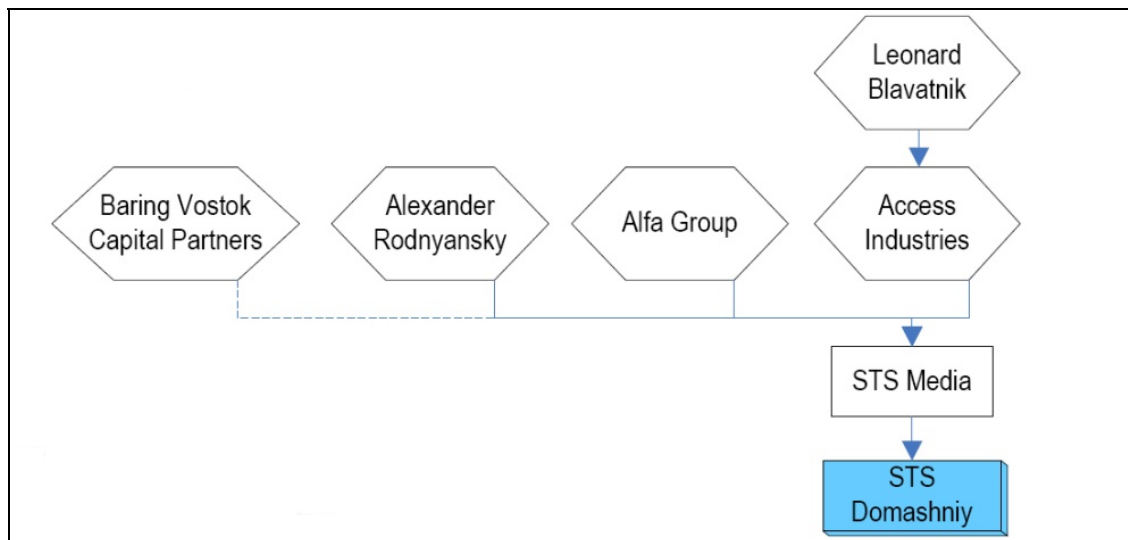 Leonard
Blavatnik
Baring Vostok
Capital Partners
Alexander
Rodnyansky
Alfa Group
Access
Industries
STS Media
STS
Domashniy